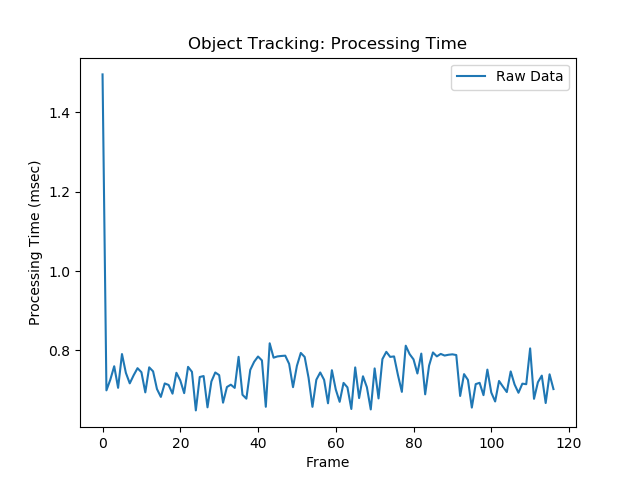 Object Tracking: Processing Time
Raw Data
1.4
1.2
1.0
0.8
Processing Time (msec)
0 20 40 60 80 100 120
Frame